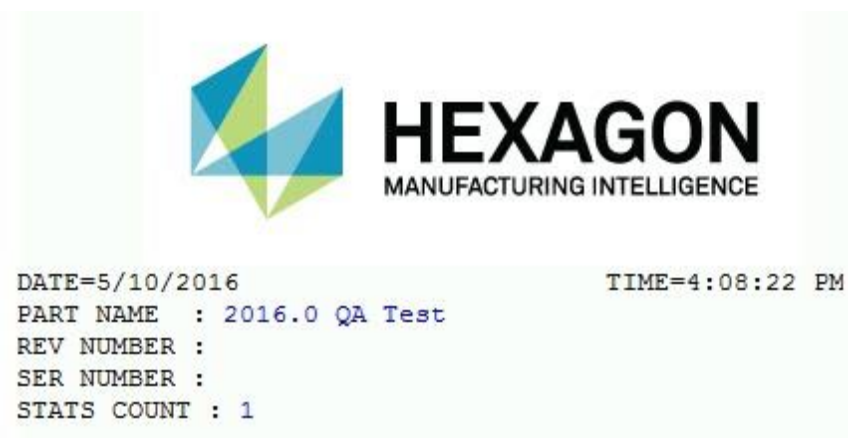 HEXAGON
MANUFACTURING INTELLIGENCE
DATE=5/10/2016 TIME=4:08:22 PM
PART NAME : 2016.0 QA Test
REV NUMBER :
SER NUMBER :
STATS COUNT : 1